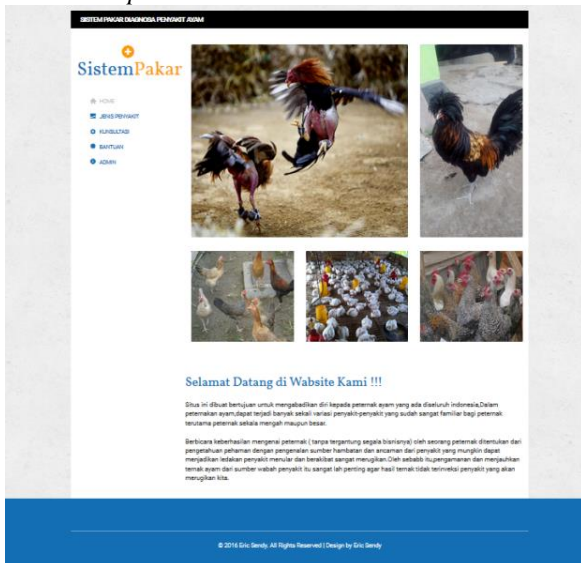 SISTEM PAKAR DIAGNOSA PENYAKIT AYAM
SistemPakar
HOME
JENIS PENYAKIT
KUNSULTASI
BANTUAN
ADMIN
Selamat Datang di Wabsite Kami !!!
Situs ini dibuat bertujuan untuk mengabadikan diri kepada peternak ayam yang ada diseluruh indonesia,Dalam
peternakan ayam,dapat terjadi banyak sekali variasi penyakit-penyakit yang sudah sangat familiar bagi peternak
terutama peternak sekala mengah maupun besar.
Berbicara keberhasilan mengenai peternak ( tanpa tergantung segala bisnisnya) oleh seorang peternak ditentukan dari
pengetahuan pehaman dengan pengenalan sumber hambatan dan ancaman dari penyakit yang mungkin dapat
menjadikan ledakan penyakit menular dan berakibat sangat merugikan.Oleh sebabb itu,pengamanan dan menjauhkan
ternak ayam dari sumber wabah penyakit itu sangat lah penting agar hasil ternak tidak terinveksi penyakit yang akan
merugikan kita.
© 2016 Eric Sendy. All Rights Reserved | Design by Eric Sendy